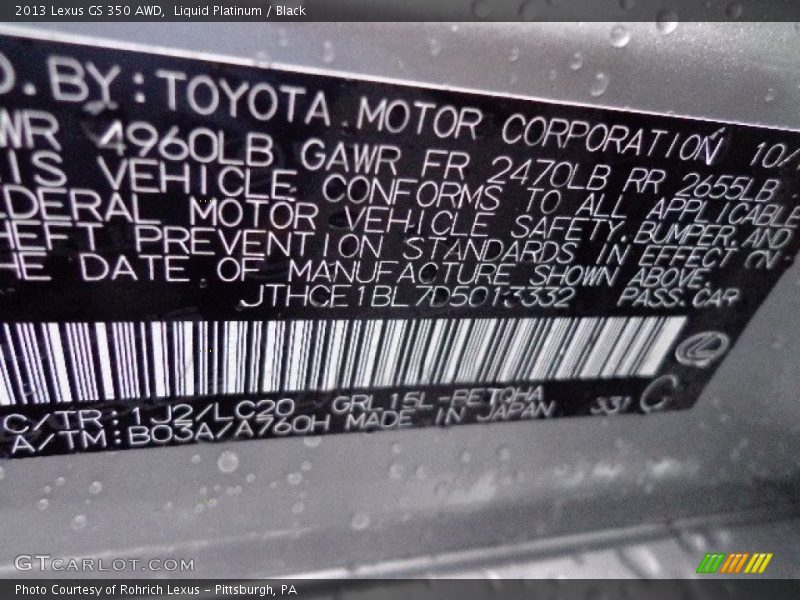 2013 Lexus GS 350 AWD,  Liquid Platinum / Black
D.BY: TOYOTA MOTOR CORPORATION 10/
WR 4960LB GAWR FR 2470LB RR 2655LB
IS VEHICLE CONFORMS TO ALL APPLICABLE
DERAL MOTOR VEHICLE SAFETY, BUMPER, AND
HEFT PREVENTION STANDARDS IN EFFECT ON
HE DATE OF MANUFACTURE SHOWN ABOVE.
JTHCE1BL7D5013332 PASS.CAR
C/TR:1J2/LC20 GRL15L-RETQHA
A/TM:B03A/A760H MADE IN JAPAN 331 C
GTCARLOT.COM
Photo Courtesy of Rohrich Lexus – Pittsburgh, PA